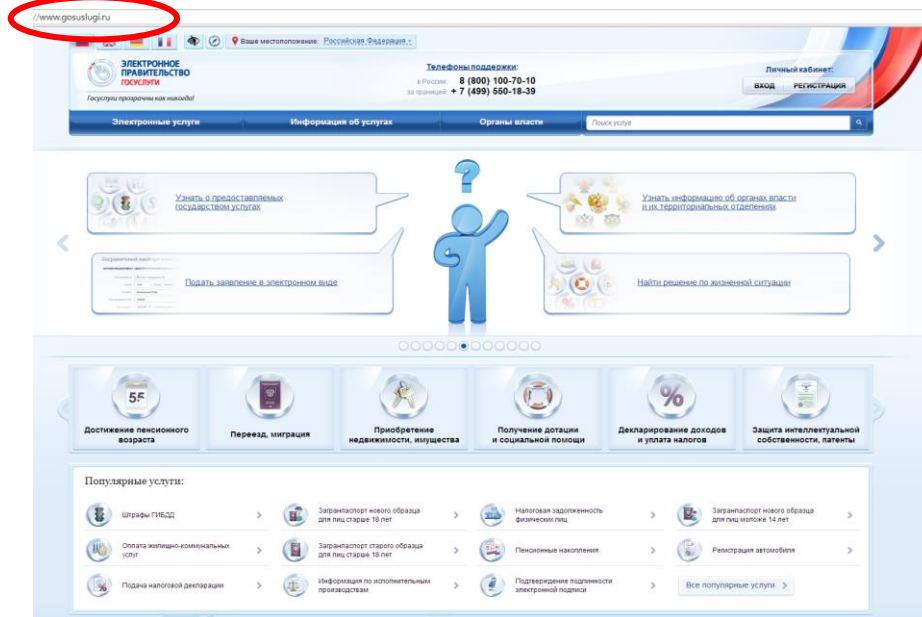 //www.gosuslugi.ru
Ваше местоположение: Российская Федерация
ЭЛЕКТРОННОЕ
ПРАВИТЕЛЬСТВО
ГОСУСЛУГИ
Госуслуги прозрачны как никогда!
Телефоны поддержки:
в России: 8 (800) 100-70-10
за границей: + 7 (499) 550-18-39
Личный кабинет:
ВХОД РЕГИСТРАЦИЯ
Электронные услуги
Информация об услугах
Органы власти
Поиск услуг
Узнать о предоставляемых
государством услугах
?
Узнать информацию об органах власти
и их территориальных отделениях
Подать заявление в электронном виде
Найти решение по жизненной ситуации
55
%
Достижение пенсионного
возраста
Переезд, миграция
Приобретение
недвижимости, имущества
Получение дотации
и социальной помощи
Декларирование доходов
и уплата налогов
Защита интеллектуальной
собственности, патенты
Популярные услуги:
Штрафы ГИБДД
Загранпаспорт нового образца
для лиц старше 18 лет
Налоговая задолженность
физических лиц
Загранпаспорт нового образца
для лиц моложе 14 лет
Оплата жилищно-коммунальных
услуг
Загранпаспорт старого образца
для лиц старше 18 лет
Пенсионные накопления
Регистрация автомобиля
Подача налоговой декларации
Информация по исполнительным
производствам
Подтверждение подлинности
электронной подписи
Все популярные услуги